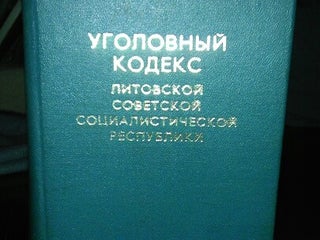 УГОЛОВНЫЙ
КОДЕКС
ЛИТОВСКОЙ
СОВЕТСКОЙ
СОЦИАЛИСТИЧЕСКОЙ
РЕСПУБЛИКИ